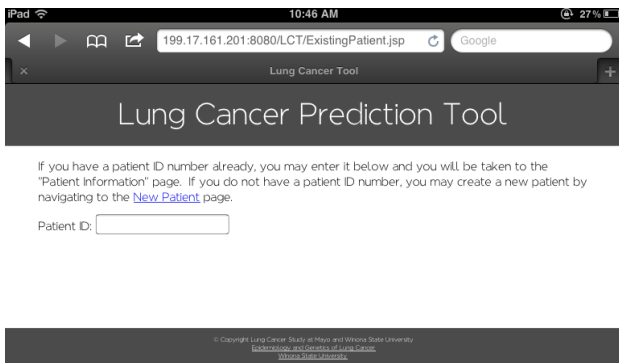 iPad 10:46 AM 27%
199.17.161.201:8080/LCT/ExistingPatient.jsp Google
Lung Cancer Tool
Lung Cancer Prediction Tool
If you have a patient ID number already, you may enter it below and you will be taken to the
"Patient Information" page. If you do not have a patient ID number, you may create a new patient by
navigating to the New Patient page.
Patient ID:
© Copyright Lung Cancer Study at Mayo and Winona State University
Epidemiology and Genetics of Lung Cancer
Winona State University